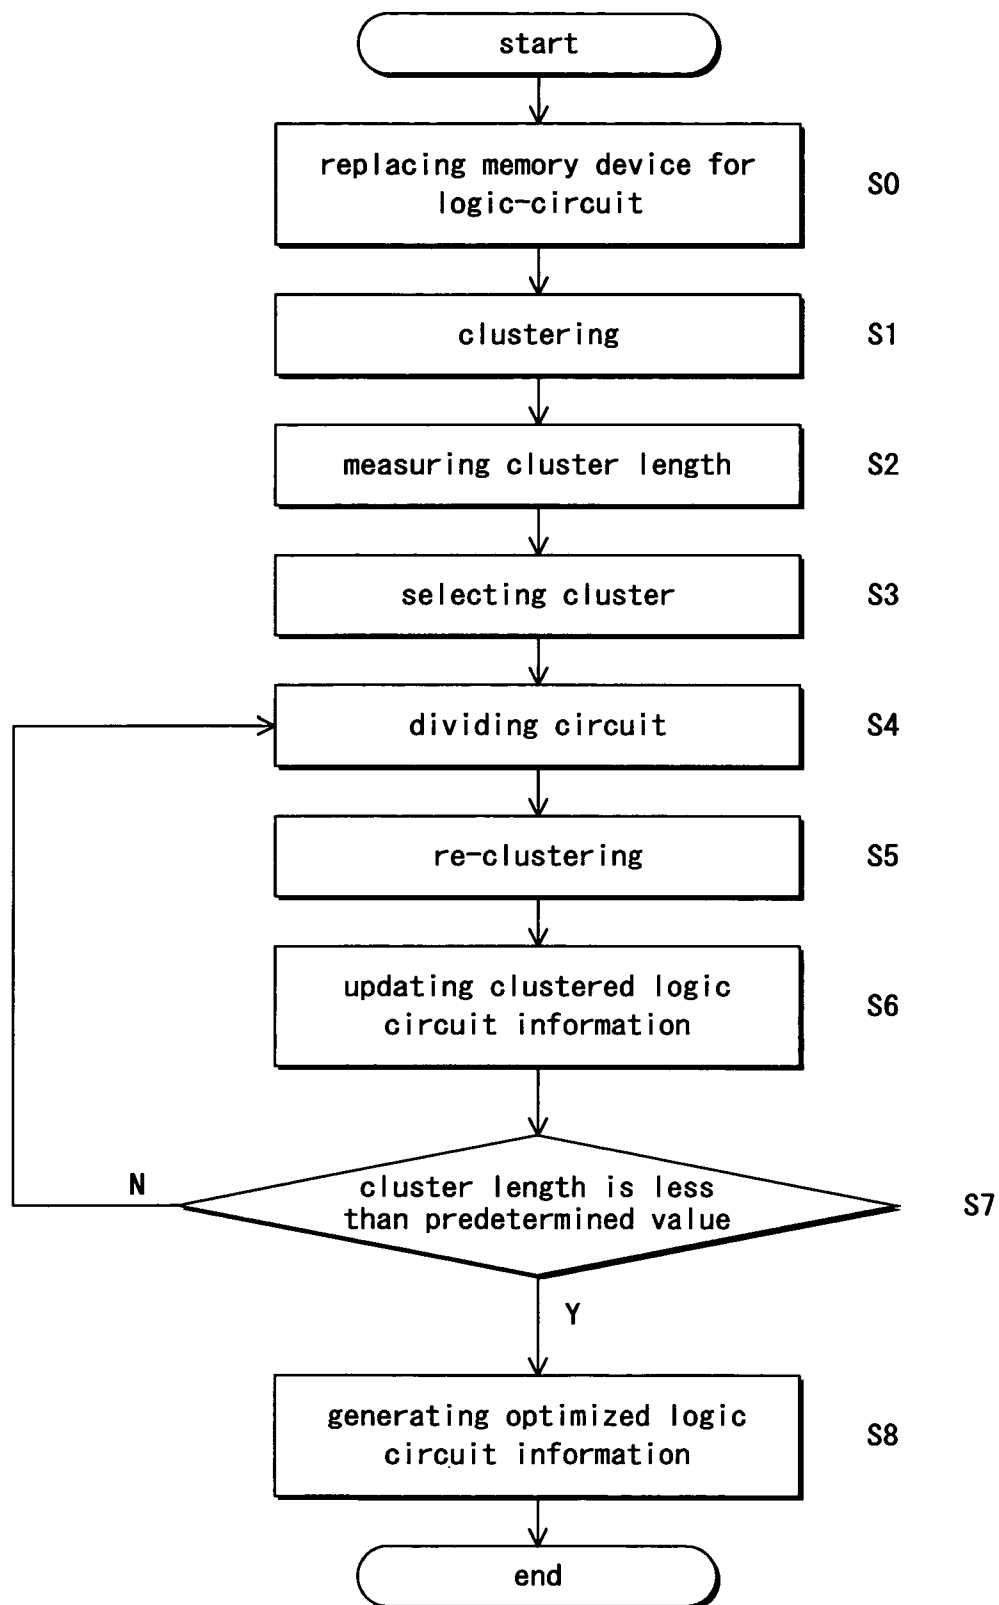 start
replacing memory device for
logic-circuit
S0
clustering
S1
measuring cluster length
S2
selecting cluster
S3
dividing circuit
S4
re-clustering
S5
updating clustered logic
circuit information
S6
N
cluster length is less
than predetermined value
S7
Y
generating optimized logic
circuit information
S8
end